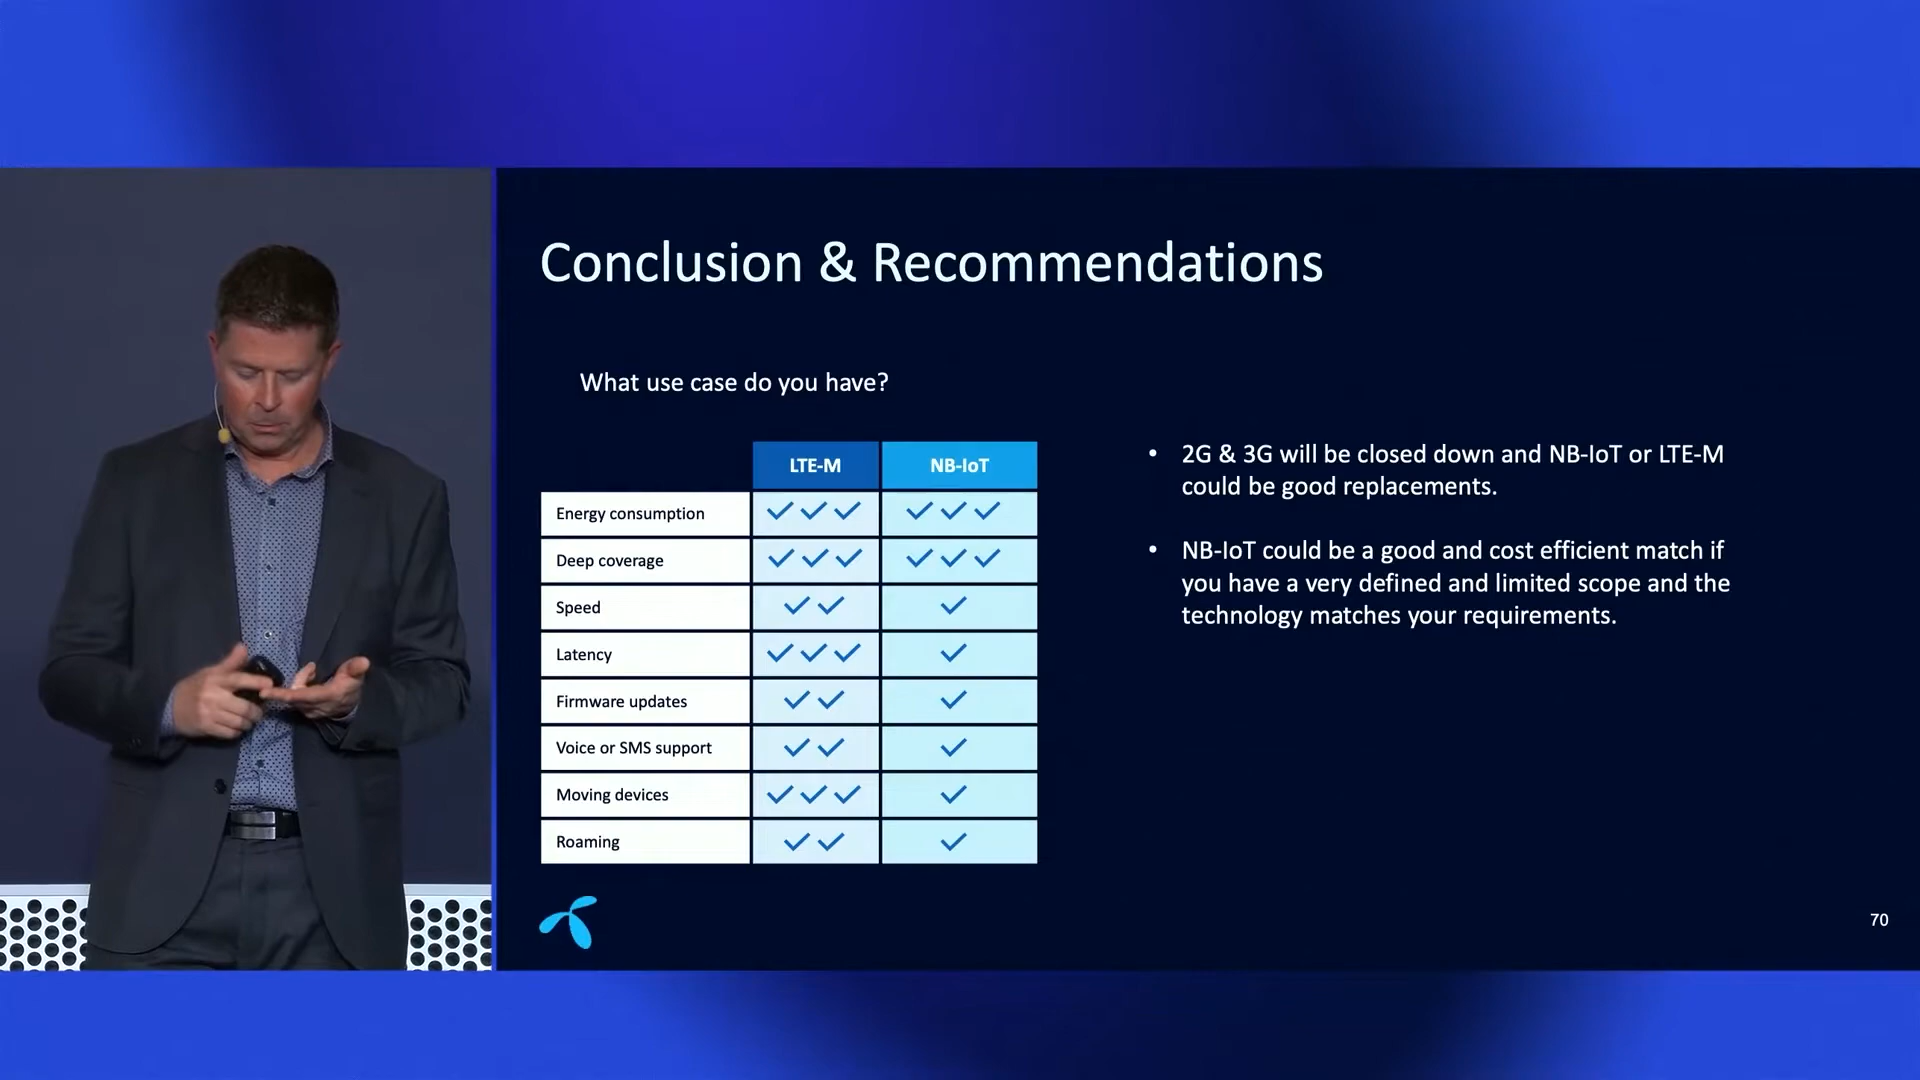 Conclusion & Recommendations
What use case do you have?
LTE-M NB-IoT
Energy consumption
Deep coverage
Speed
Latency
Firmware updates
Voice or SMS support
Moving devices
Roaming
• 2G & 3G will be closed down and NB-IoT or LTE-M
could be good replacements.
• NB-IoT could be a good and cost efficient match if
you have a very defined and limited scope and the
technology matches your requirements.
70